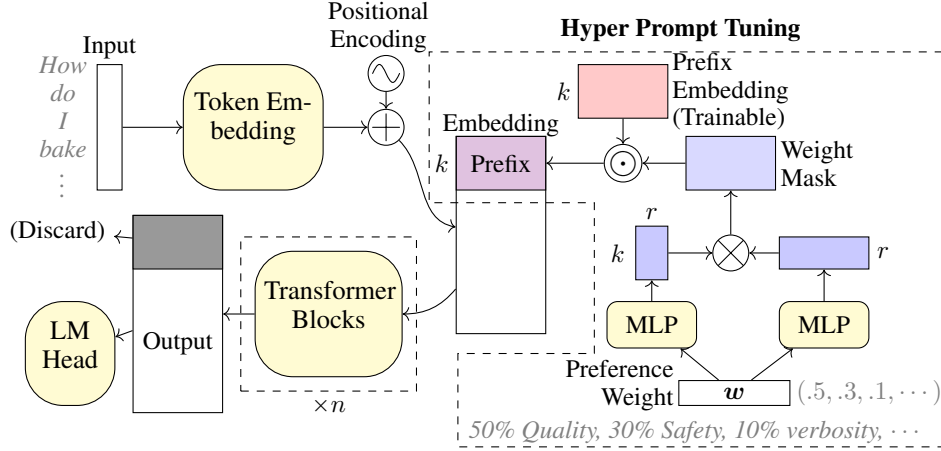 Hyper Prompt Tuning
Positional
Encoding
Input
How
do
I
bake
⋮
Token Em-
bedding
Prefix
Embedding
(Trainable)
k
Embedding
k
Prefix
Weight
Mask
r
k
r
(Discard)
Transformer
Blocks
×n
LM
Head
Output
MLP
MLP
Preference
Weight
w
(.5, .3, .1, ⋯)
50% Quality, 30% Safety, 10% verbosity, ⋯